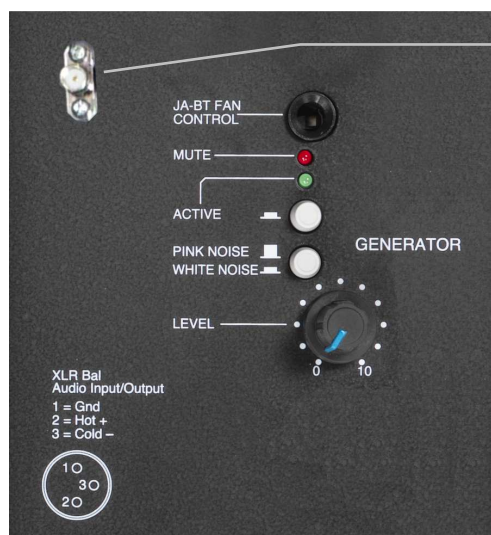 JA-BT FAN
CONTROL
MUTE
ACTIVE
PINK NOISE
WHITE NOISE
GENERATOR
LEVEL
0 10
XLR Bal
Audio Input/Output
1 = Gnd
2 = Hot +
3 = Cold –
1
3
2